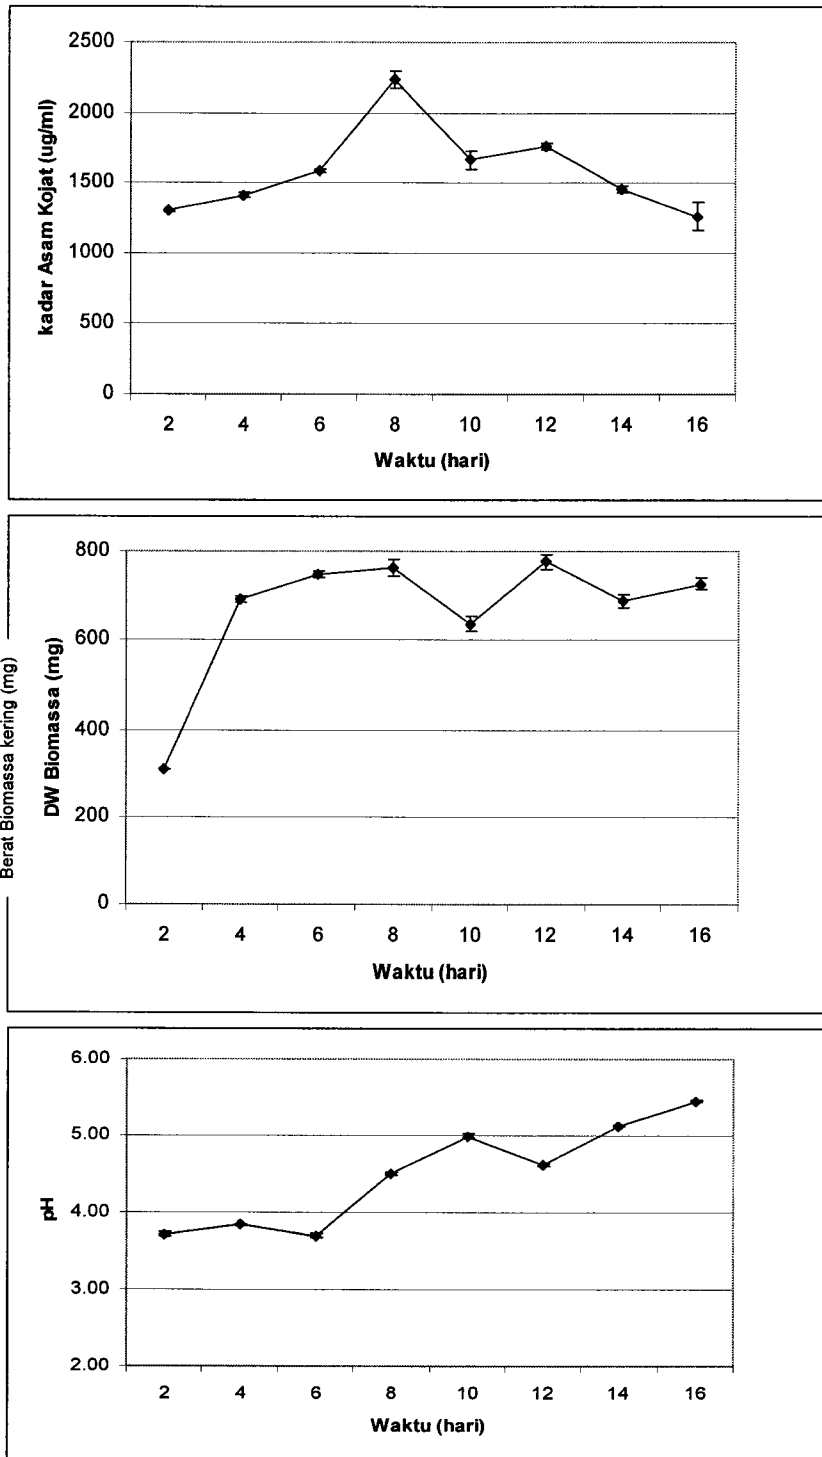 2500
2000
1500
1000
500
0
kadar Asam Kojat (ug/ml)
2 4 6 8 10 12 14 16
Waktu (hari)
800
600
400
200
0
Berat Biomassa kering (mg)
DW Biomassa (mg)
2 4 6 8 10 12 14 16
Waktu (hari)
6.00
5.00
4.00
3.00
2.00
pH
2 4 6 8 10 12 14 16
Waktu (hari)